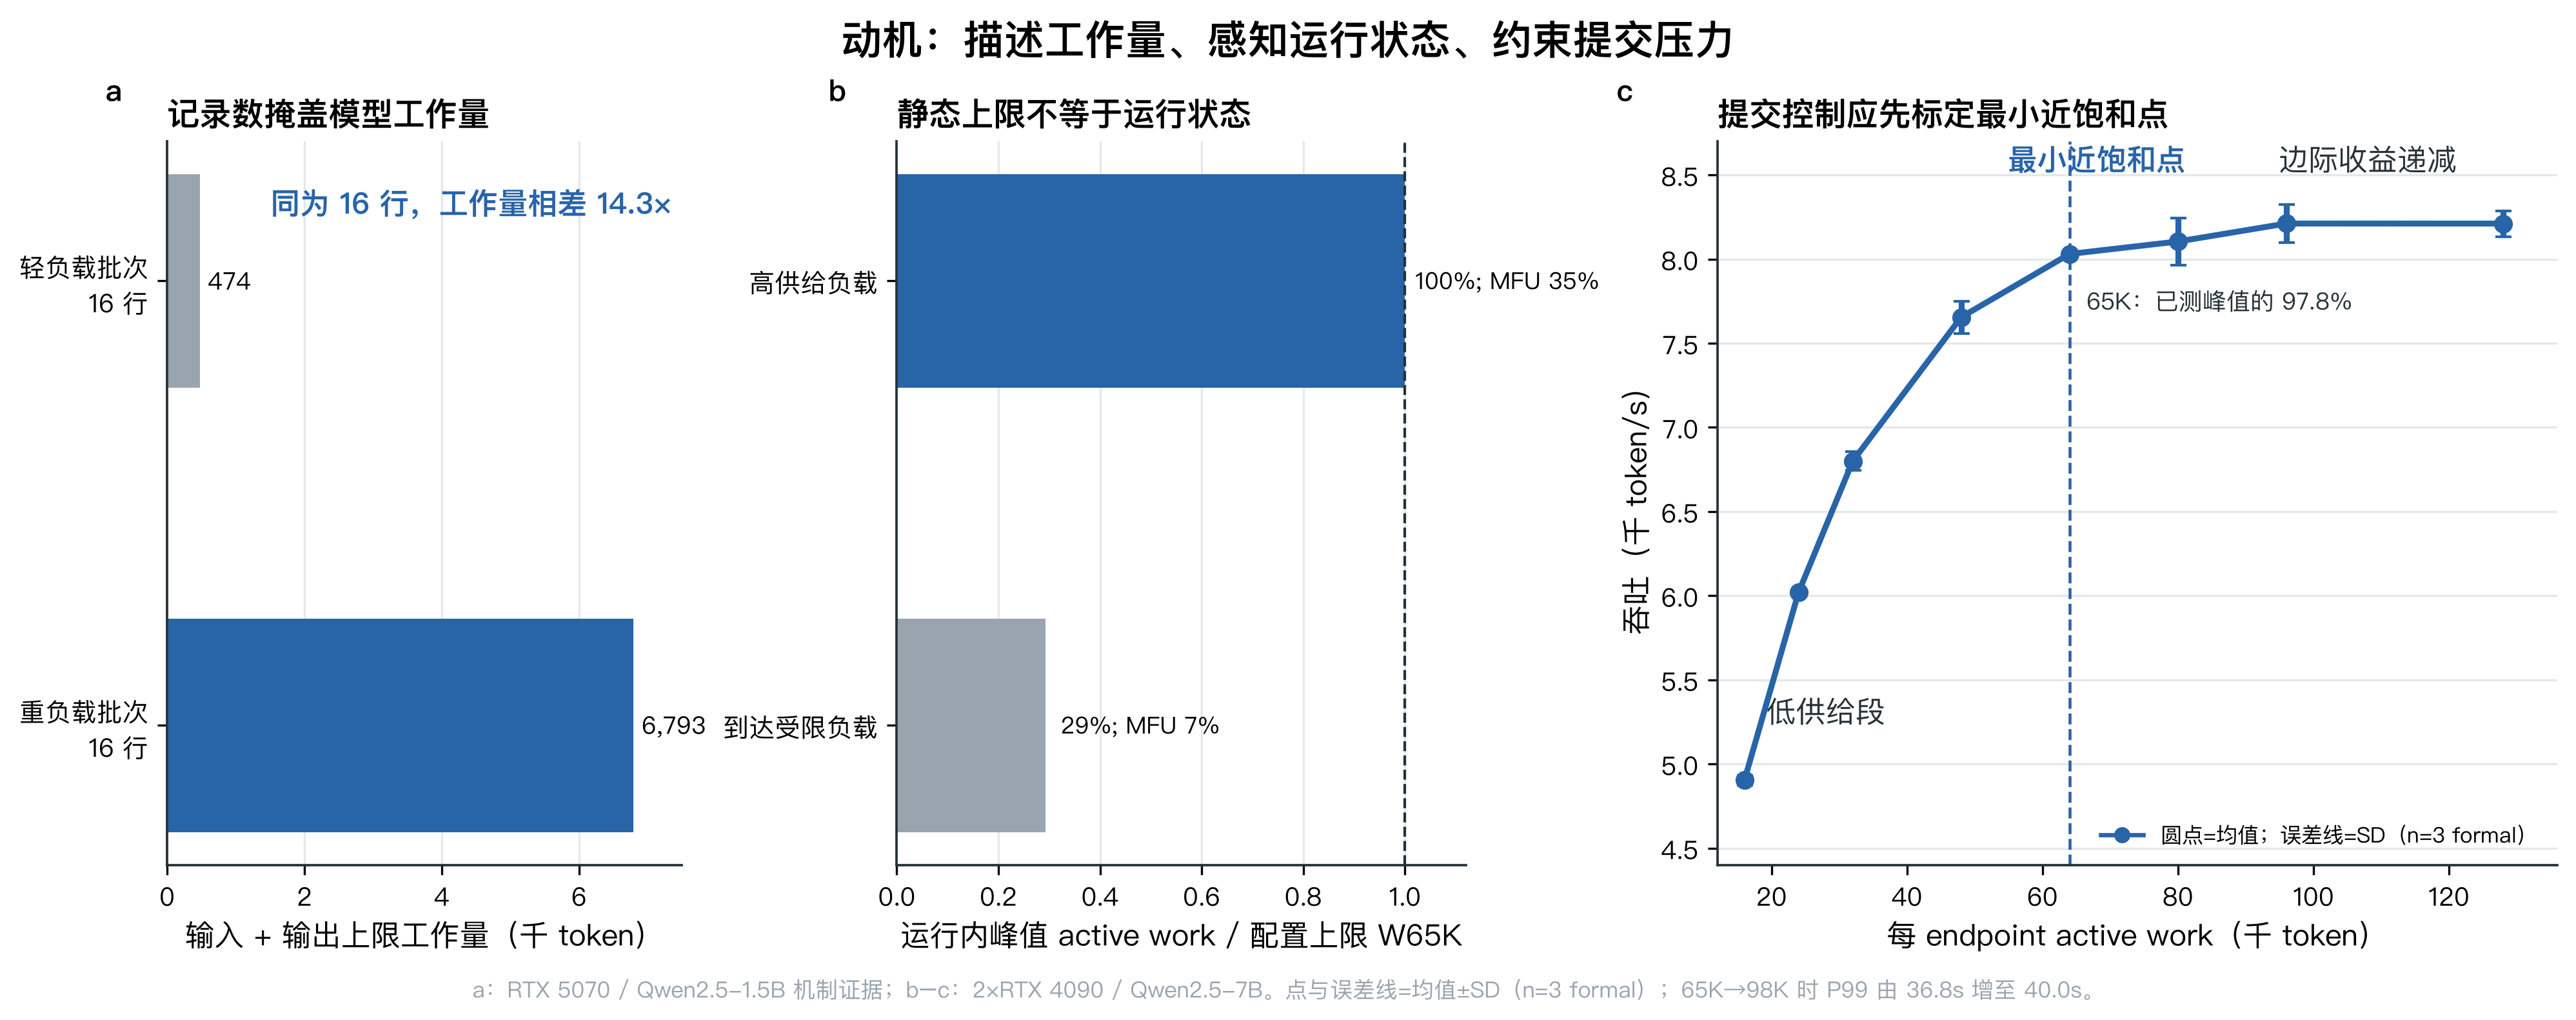 动机：描述工作量、感知运行状态、约束提交压力
a
记录数掩盖模型工作量
同为 16 行，工作量相差 14.3×
轻负载批次
16 行
474
重负载批次
16 行
6,793
0
2
4
6
输入 + 输出上限工作量（千 token）
b
静态上限不等于运行状态
高供给负载
100%; MFU 35%
到达受限负载
29%; MFU 7%
0.0
0.2
0.4
0.6
0.8
1.0
运行内峰值 active work / 配置上限 W65K
c
提交控制应先标定最小近饱和点
最小近饱和点
边际收益递减
65K：已测峰值的 97.8%
低供给段
圆点=均值；误差线=SD（n=3 formal）
吞吐（千 token/s）
8.5
8.0
7.5
7.0
6.5
6.0
5.5
5.0
4.5
20
40
60
80
100
120
每 endpoint active work（千 token）
a：RTX 5070 / Qwen2.5−1.5B 机制证据；b−c：2×RTX 4090 / Qwen2.5−7B。点与误差线=均值±SD（n=3 formal）；65K→98K 时 P99 由 36.8s 增至 40.0s。